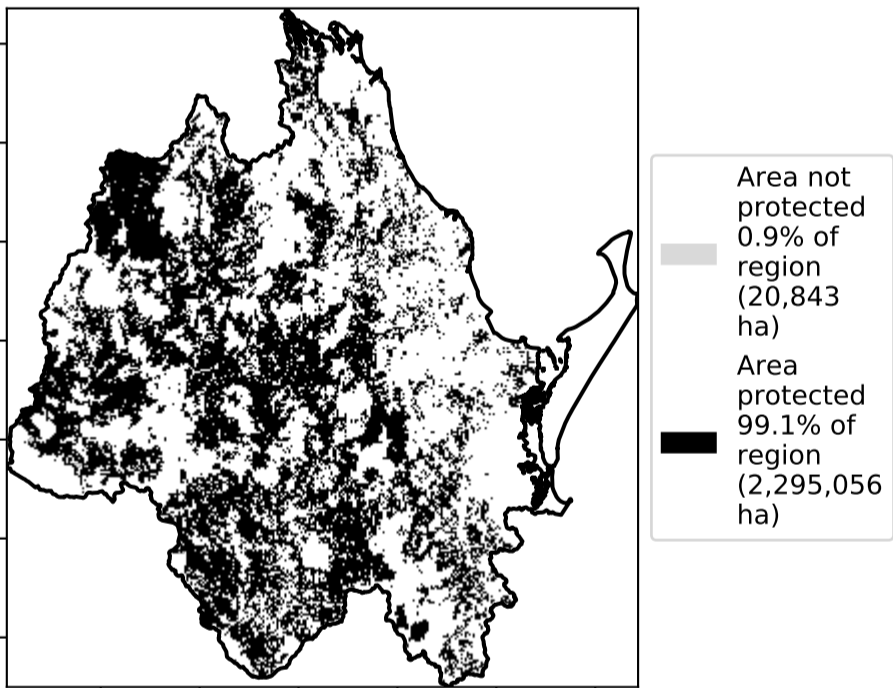 Area not
protected
0.9% of
region
(20,843
ha)
Area
protected
99.1% of
region
(2,295,056
ha)